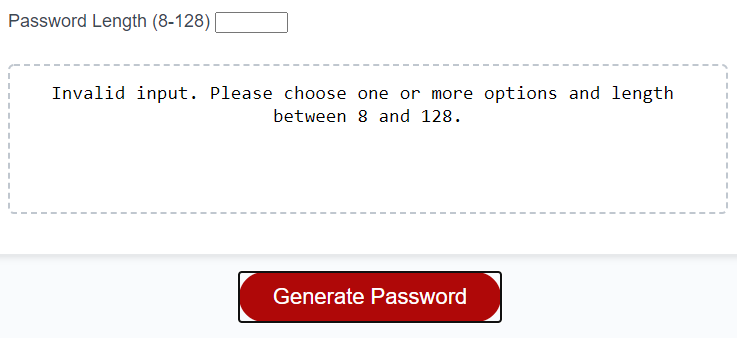 Password Length (8-128)
Invalid input. Please choose one or more options and length
between 8 and 128.
Generate Password